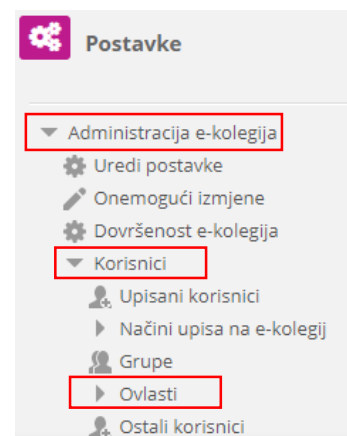 Postavke
Administracija e-kolegija
Uredi postavke
Onemogući izmjene
Dovršenost e-kolegija
Korisnici
Upisani korisnici
Načini upisa na e-kolegij
Grupe
Ovlasti
Ostali korisnici